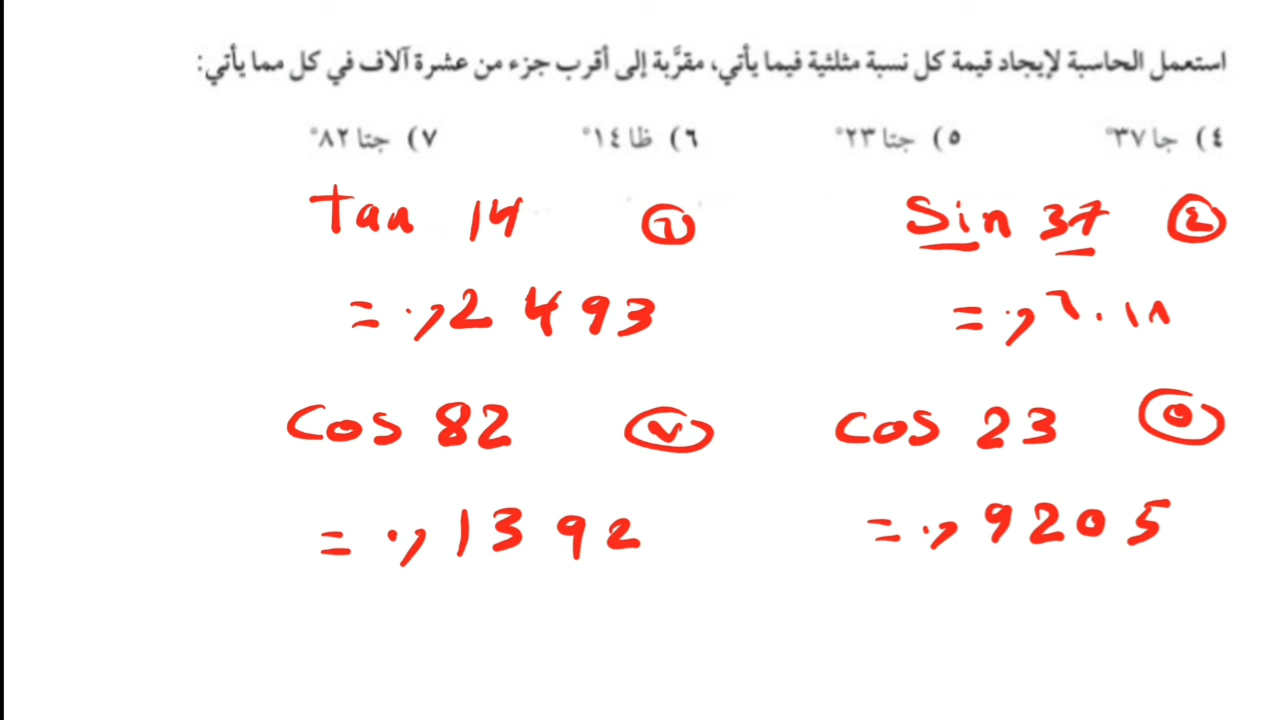 استعمل الحاسبة لإيجاد قيمة كل نسبة مثلثية فيما يأتي، مقرَّبة إلى أقرب جزء من عشرة آلاف في كل مما يأتي:
٤) جا ٣٧° ٥) جتا ٢٣° ٦) ظا ١٤° ٧) جتا ٨٢°
٤ sin 37 ٦ tan 14
= ٠,٦٠١٨ = ٠,2493
٥ cos 23 ٧ cos 82
= ٠,9205 = ٠,1392